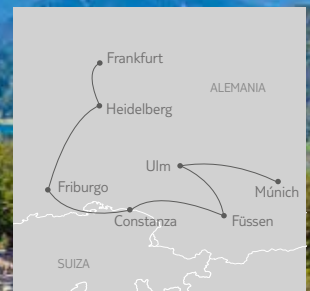 Frankfurt
ALEMANIA
Heidelberg
Ulm
Múnich
Friburgo
Constanza
Füssen
SUIZA